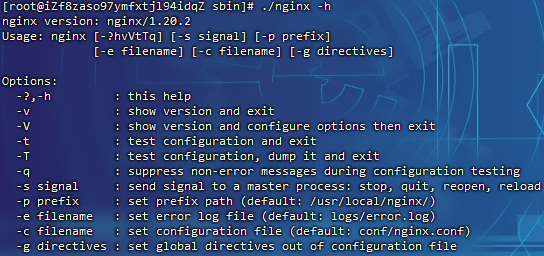 [root@iZf8zaso97ymfxtjl94idqZ sbin]# ./nginx -h
nginx version: nginx/1.20.2
Usage: nginx [-?hvVtTq] [-s signal] [-p prefix]
             [-e filename] [-c filename] [-g directives]

Options:
  -?,-h         : this help
  -v            : show version and exit
  -V            : show version and configure options then exit
  -t            : test configuration and exit
  -T            : test configuration, dump it and exit
  -q            : suppress non-error messages during configuration testing
  -s signal     : send signal to a master process: stop, quit, reopen, reload
  -p prefix     : set prefix path (default: /usr/local/nginx/)
  -e filename   : set error log file (default: logs/error.log)
  -c filename   : set configuration file (default: conf/nginx.conf)
  -g directives : set global directives out of configuration file